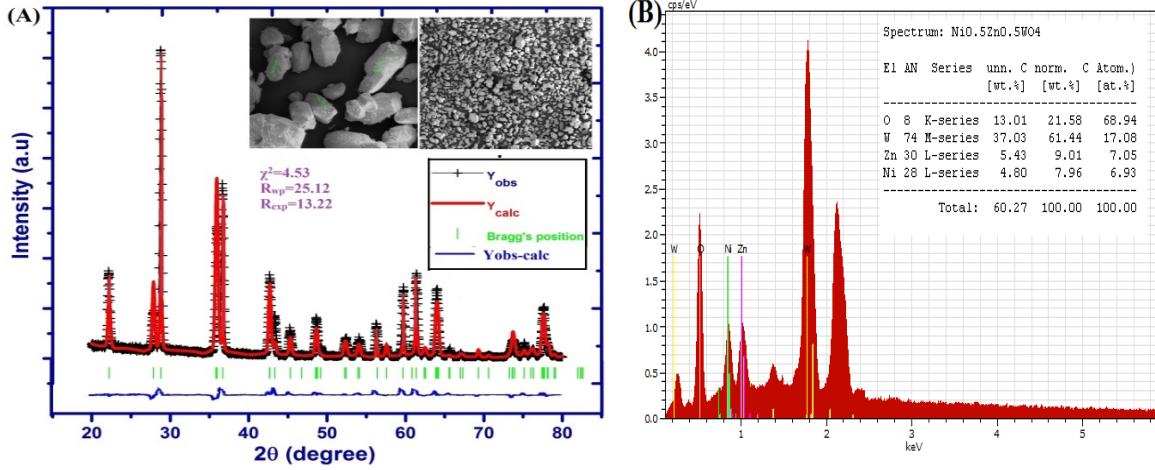 (A)
Intensity (a.u)
χ²=4.53
Rwp=25.12
Rexp=13.22
Yobs
Ycalc
Bragg's position
Yobs-calc
20 30 40 50 60 70 80
2θ (degree)
(B)
cps/eV
4.0
3.5
3.0
2.5
2.0
1.5
1.0
0.5
0.0
Spectrum: Ni0.5Zn0.5WO4
El AN Series unn. C norm. C Atom.)
[wt.%] [wt.%] [at.%]
O 8 K-series 13.01 21.58 68.94
W 74 M-series 37.03 61.44 17.08
Zn 30 L-series 5.43 9.01 7.05
Ni 28 L-series 4.80 7.96 6.93
Total: 60.27 100.00 100.00
W O Ni Zn W
1 2 3 4 5
keV